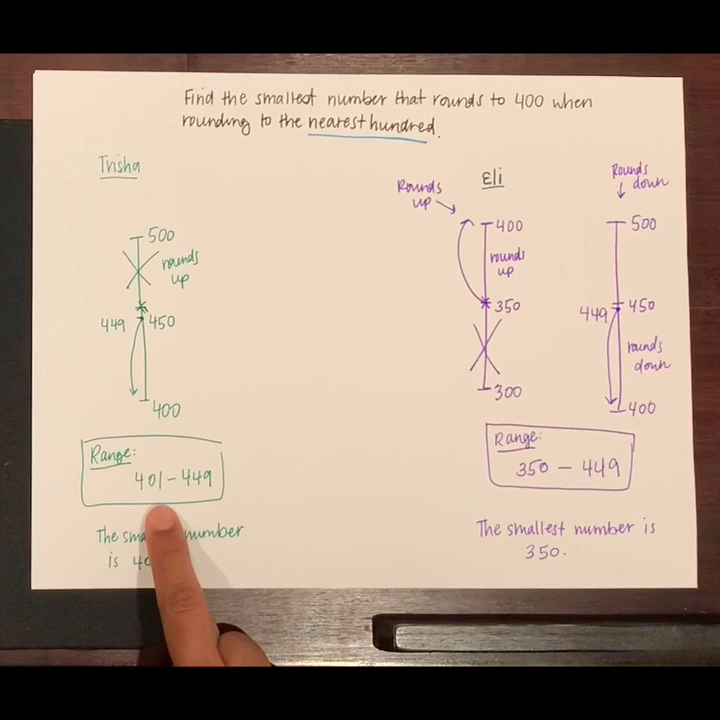 Find the smallest number that rounds to 400 when
rounding to the nearest hundred.
Trisha
500
rounds
up
449
450
400
Range:
401-449
The number
is
Eli
Rounds
up
400
rounds
up
350
300
Rounds
down
500
449
450
rounds
down
400
Range:
350 - 449
The smallest number is
350.